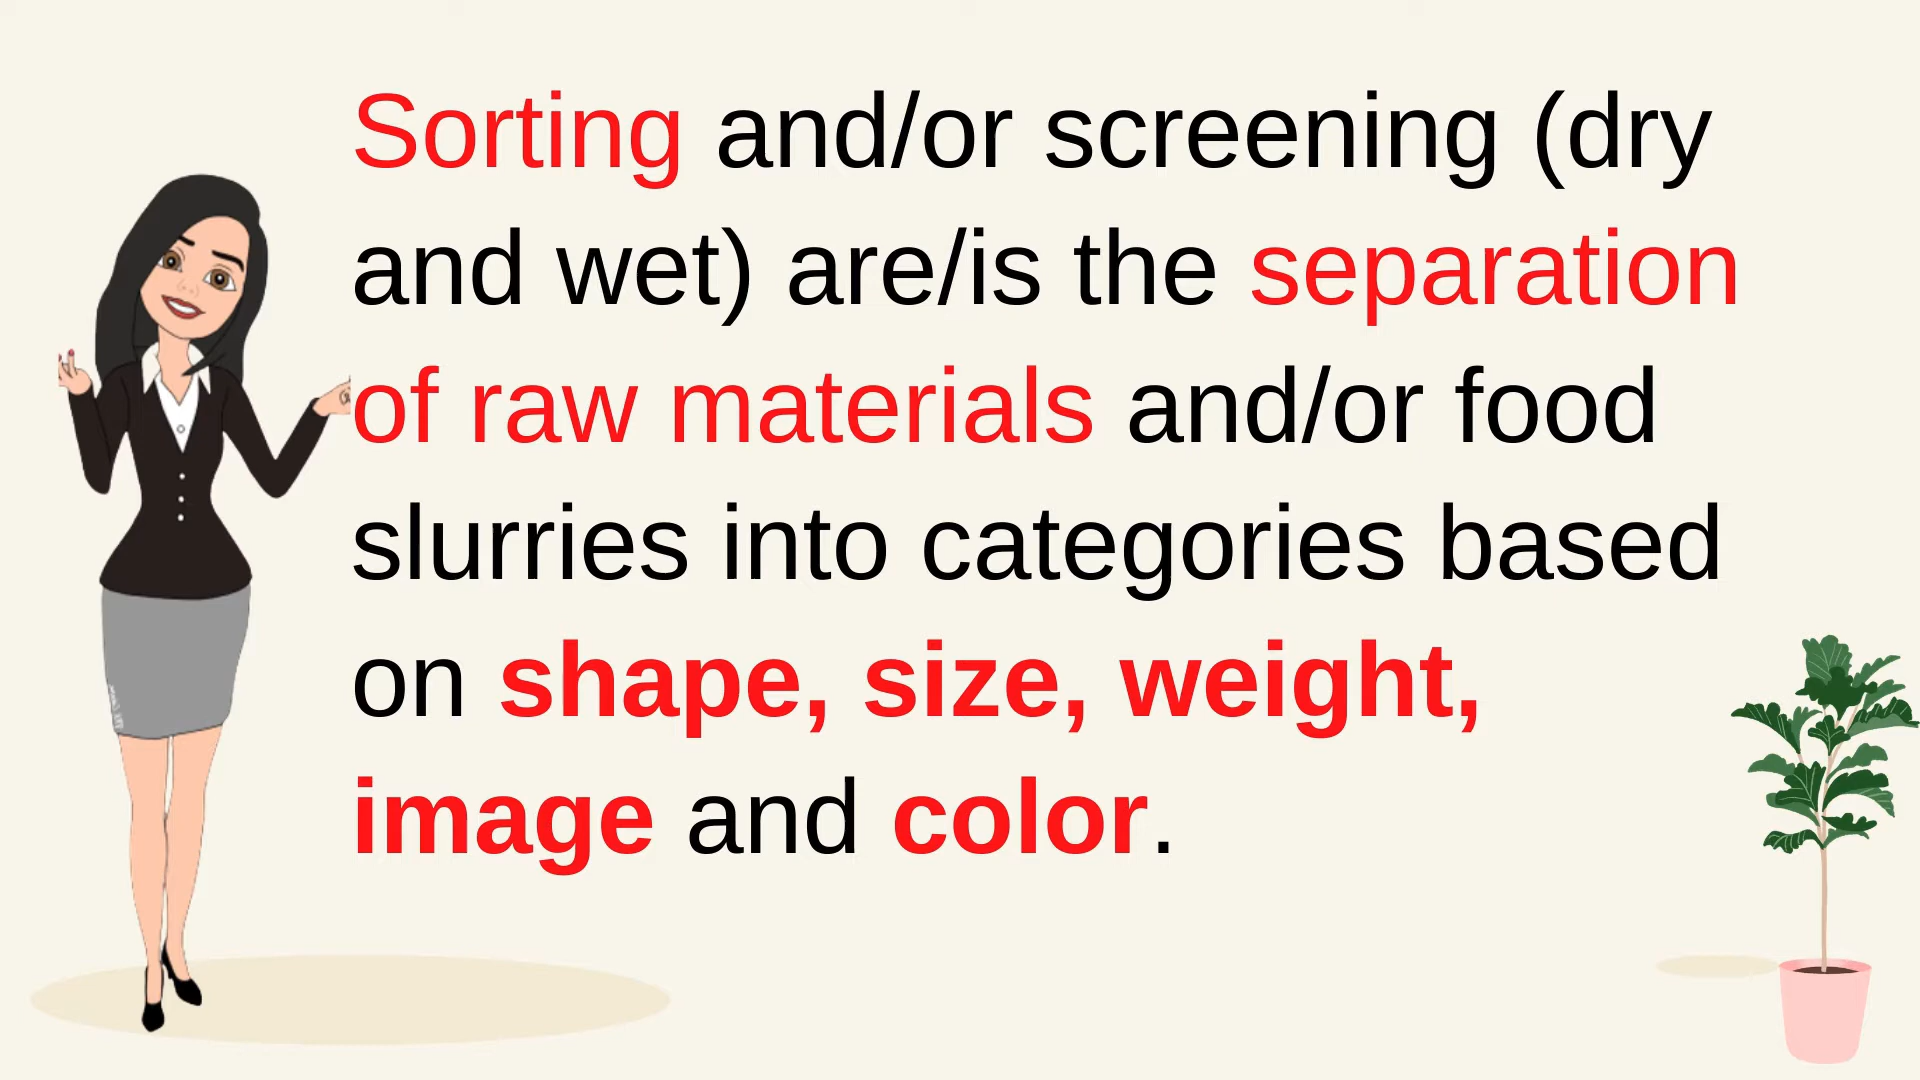 Sorting and/or screening (dry
and wet) are/is the separation
of raw materials and/or food
slurries into categories based
on shape, size, weight,
image and color.